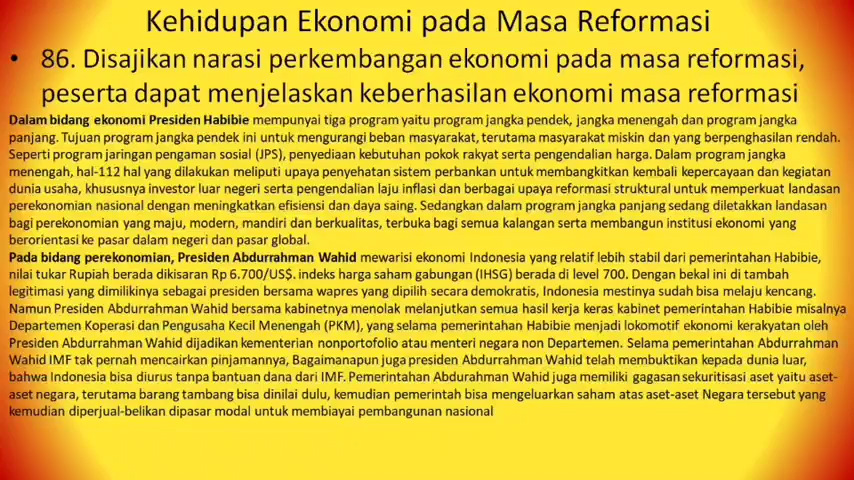 Kehidupan Ekonomi pada Masa Reformasi
• 86. Disajikan narasi perkembangan ekonomi pada masa reformasi,
peserta dapat menjelaskan keberhasilan ekonomi masa reformasi
Dalam bidang ekonomi Presiden Habibie mempunyai tiga program yaitu program jangka pendek, jangka menengah dan program jangka
panjang. Tujuan program jangka pendek ini untuk mengurangi beban masyarakat, terutama masyarakat miskin dan yang berpenghasilan rendah.
Seperti program jaringan pengaman sosial (JPS), penyediaan kebutuhan pokok rakyat serta pengendalian harga. Dalam program jangka
menengah, hal-112 hal yang dilakukan meliputi upaya penyehatan sistem perbankan untuk membangkitkan kembali kepercayaan dan kegiatan
dunia usaha, khususnya investor luar negeri serta pengendalian laju inflasi dan berbagai upaya reformasi struktural untuk memperkuat landasan
perekonomian nasional dengan meningkatkan efisiensi dan daya saing. Sedangkan dalam program jangka panjang sedang diletakkan landasan
bagi perekonomian yang maju, modern, mandiri dan berkualitas, terbuka bagi semua kalangan serta membangun institusi ekonomi yang
berorientasi ke pasar dalam negeri dan pasar global.
Pada bidang perekonomian, Presiden Abdurrahman Wahid mewarisi ekonomi Indonesia yang relatif lebih stabil dari pemerintahan Habibie,
nilai tukar Rupiah berada dikisaran Rp 6.700/US$. indeks harga saham gabungan (IHSG) berada di level 700. Dengan bekal ini di tambah
legitimasi yang dimilikinya sebagai presiden bersama wapres yang dipilih secara demokratis, Indonesia mestinya sudah bisa melaju kencang.
Namun Presiden Abdurrahman Wahid bersama kabinetnya menolak melanjutkan semua hasil kerja keras kabinet pemerintahan Habibie misalnya
Departemen Koperasi dan Pengusaha Kecil Menengah (PKM), yang selama pemerintahan Habibie menjadi lokomotif ekonomi kerakyatan oleh
Presiden Abdurrahman Wahid dijadikan kementerian nonportofolio atau menteri negara non Departemen. Selama pemerintahan Abdurrahman
Wahid IMF tak pernah mencairkan pinjamannya, Bagaimanapun juga presiden Abdurrahman Wahid telah membuktikan kepada dunia luar,
bahwa Indonesia bisa diurus tanpa bantuan dana dari IMF. Pemerintahan Abdurahman Wahid juga memiliki gagasan sekuritisasi aset yaitu aset-
aset negara, terutama barang tambang bisa dinilai dulu, kemudian pemerintah bisa mengeluarkan saham atas aset-aset Negara tersebut yang
kemudian diperjual-belikan dipasar modal untuk membiayai pembangunan nasional